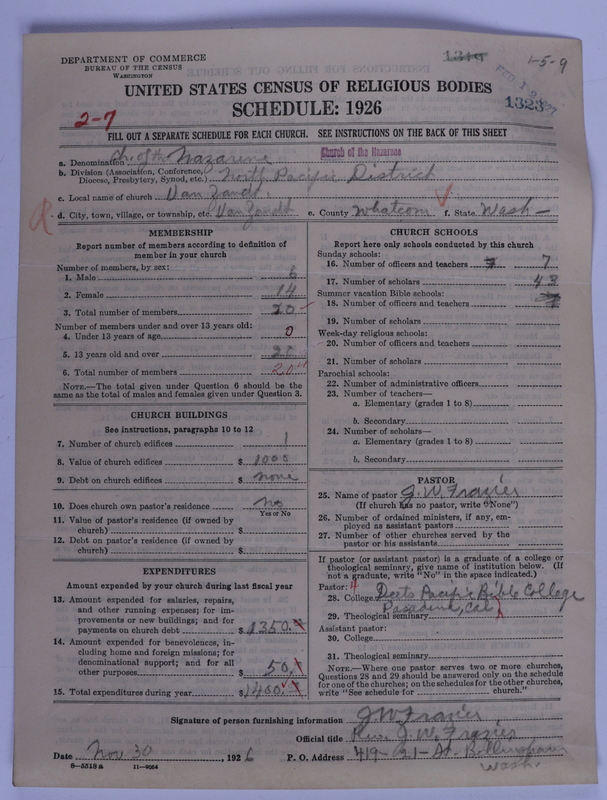 DEPARTMENT OF COMMERCE
BUREAU OF THE CENSUS
WASHINGTON
1-5-9
1323
UNITED STATES CENSUS OF RELIGIOUS BODIES
SCHEDULE: 1926
2-7
FILL OUT A SEPARATE SCHEDULE FOR EACH CHURCH. SEE INSTRUCTIONS ON THE BACK OF THIS SHEET
Church of the Nazarene
a. Denomination Ch. of the Nazarene
b. Division (Association, Conference, Diocese, Presbytery, Synod, etc.) North Pacific District
c. Local name of church Van Zandt
d. City, town, village, or township, etc. Van Zandt e. County Whatcom f. State Wash
MEMBERSHIP
Report number of members according to definition of member in your church
Number of members, by sex:
1. Male 6
2. Female 14
3. Total number of members 20
Number of members under and over 13 years old:
4. Under 13 years of age 0
5. 13 years old and over 20
6. Total number of members 20
NOTE.—The total given under Question 6 should be the same as the total of males and females given under Question 3.
CHURCH BUILDINGS
See instructions, paragraphs 10 to 12
7. Number of church edifices 1
8. Value of church edifices $ 1000
9. Debt on church edifices $ none
10. Does church own pastor's residence No
Yes or No
11. Value of pastor's residence (if owned by church) $
12. Debt on pastor's residence (if owned by church) $
EXPENDITURES
Amount expended by your church during last fiscal year
13. Amount expended for salaries, repairs, and other running expenses; for improvements or new buildings; and for payments on church debt $ 1350.
14. Amount expended for benevolences, including home and foreign missions; for denominational support; and for all other purposes $ 50
15. Total expenditures during year $ 1400
CHURCH SCHOOLS
Report here only schools conducted by this church
Sunday schools:
16. Number of officers and teachers 7
17. Number of scholars 43
Summer vacation Bible schools:
18. Number of officers and teachers
19. Number of scholars
Week-day religious schools:
20. Number of officers and teachers
21. Number of scholars
Parochial schools:
22. Number of administrative officers
23. Number of teachers—
a. Elementary (grades 1 to 8)
b. Secondary
24. Number of scholars—
a. Elementary (grades 1 to 8)
b. Secondary
PASTOR
25. Name of pastor J. W. Frazier
(If church has no pastor, write "None")
26. Number of ordained ministers, if any, employed as assistant pastors
27. Number of other churches served by the pastor or his assistants
If pastor (or assistant pastor) is a graduate of a college or theological seminary, give name of institution below. (If not a graduate, write "No" in the space indicated.)
Pastor:
28. College Deets Pacific Bible College
29. Theological seminary Pasadena, Cal
Assistant pastor:
30. College
31. Theological seminary
NOTE.—Where one pastor serves two or more churches, Questions 28 and 29 should be answered only on the schedule for one of the churches; on the schedules for the other churches, write "See schedule for church."
Signature of person furnishing information J W Frazier
Official title Rev. J. W. Frazier
Date Nov 30, 1926 P. O. Address 419-21-St. Bellingham
Wash.
8-5518 a 11-9054